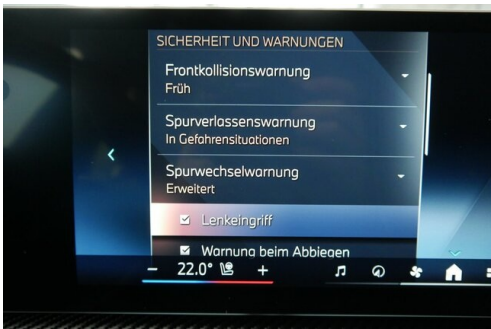 SICHERHEIT UND WARNUNGEN
Frontkollisionswarnung
Früh
Spurverlassenswarnung
In Gefahrensituationen
Spurwechselwarnung
Erweitert
Lenkeingriff
Warnung beim Abbiegen
− 22.0° +